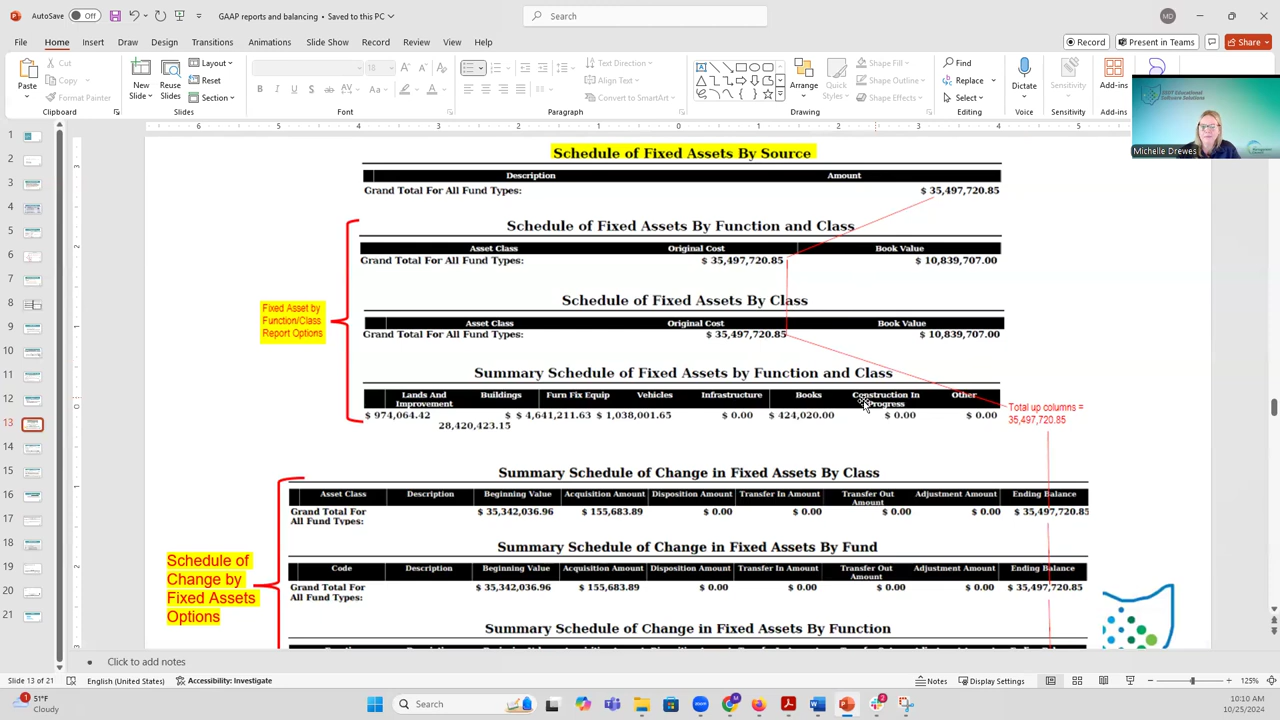 AutoSave Off GAAP reports and balancing • Saved to this PC Search MD
File Home Insert Draw Design Transitions Animations Slide Show Record Review View Help Record Present in Teams Share
Paste Cut Copy Format Painter Clipboard
New Slide Reuse Slides Layout Reset Section Slides
18 Font
Text Direction Align Text Convert to SmartArt Paragraph
Arrange Quick Styles Shape Fill Shape Outline Shape Effects Drawing
Find Replace Select Editing
Dictate Voice
Sensitivity Sensitivity
Add-ins Add-ins
SSDT Educational Software Solutions
Michelle Drewes
Schedule of Fixed Assets By Source
Description Amount
Grand Total For All Fund Types: $ 35,497,720.85
Schedule of Fixed Assets By Function and Class
Asset Class Original Cost Book Value
Grand Total For All Fund Types: $ 35,497,720.85 $ 10,839,707.00
Fixed Asset by
Function/Class
Report Options
Schedule of Fixed Assets By Class
Asset Class Original Cost Book Value
Grand Total For All Fund Types: $ 35,497,720.85 $ 10,839,707.00
Summary Schedule of Fixed Assets by Function and Class
Lands And Improvement Buildings Furn Fix Equip Vehicles Infrastructure Books Construction In Progress Other
$ 974,064.42 $ $ 4,641,211.63 $ 1,038,001.65 $ 0.00 $ 424,020.00 $ 0.00 $ 0.00
28,420,423.15
Total up columns =
35,497,720.85
Summary Schedule of Change in Fixed Assets By Class
Asset Class Description Beginning Value Acquisition Amount Disposition Amount Transfer In Amount Transfer Out Amount Adjustment Amount Ending Balance
Grand Total For $ 35,342,036.96 $ 155,683.89 $ 0.00 $ 0.00 $ 0.00 $ 0.00 $ 35,497,720.85
All Fund Types:
Summary Schedule of Change in Fixed Assets By Fund
Code Description Beginning Value Acquisition Amount Disposition Amount Transfer In Amount Transfer Out Amount Adjustment Amount Ending Balance
Grand Total For $ 35,342,036.96 $ 155,683.89 $ 0.00 $ 0.00 $ 0.00 $ 0.00 $ 35,497,720.85
All Fund Types:
Schedule of
Change by
Fixed Assets
Options
Summary Schedule of Change in Fixed Assets By Function
Click to add notes
Slide 13 of 21 English (United States) Accessibility: Investigate Notes Display Settings 125%
51°F
Cloudy
Search
10:10 AM
10/25/2024